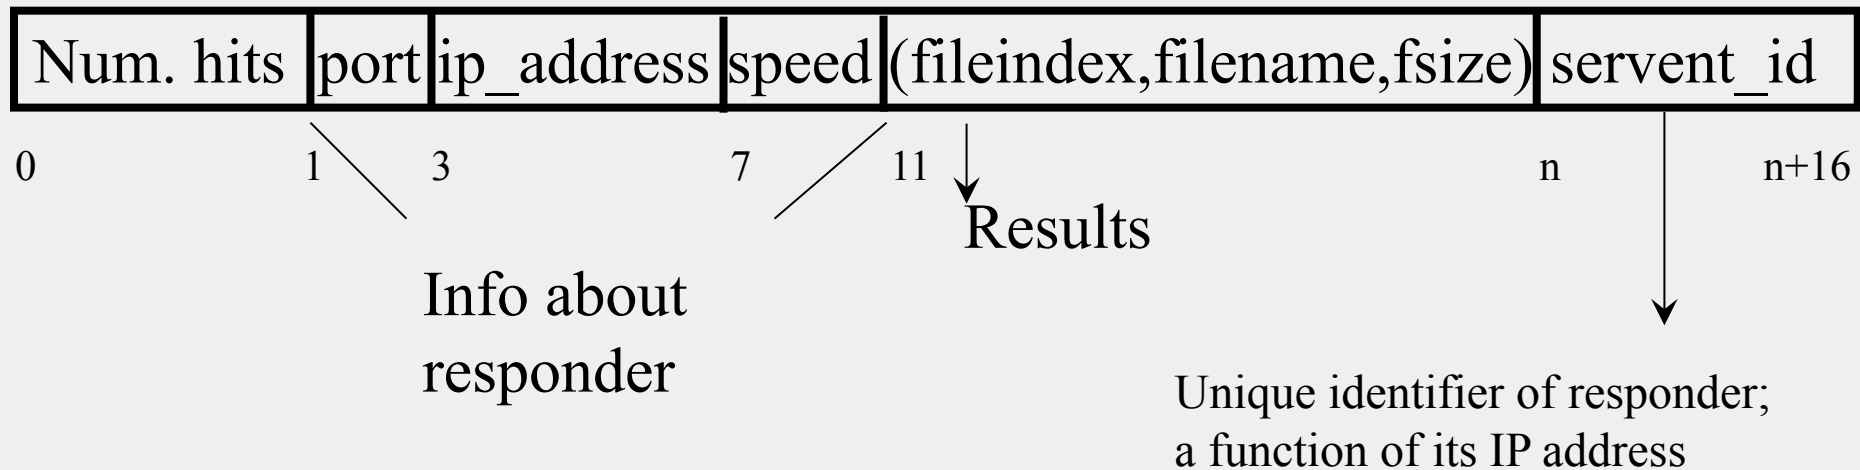 Num. hits port ip_address speed (fileindex,filename,fsize) servent_id
0 1 3 7 11 n n+16
Results
Info about
responder
Unique identifier of responder;
a function of its IP address